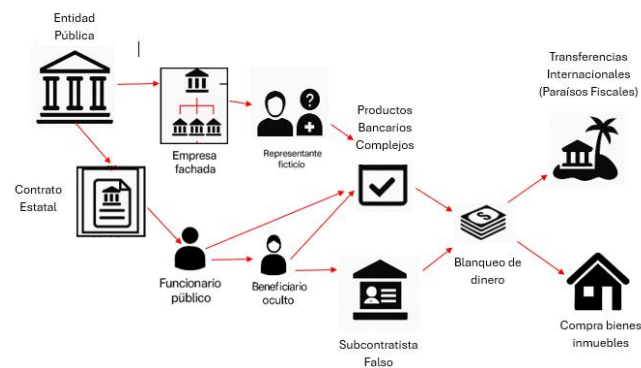 Entidad
Pública
Transferencias
Internacionales
(Paraísos Fiscales)
Productos
Bancarios
Complejos
Empresa
fachada
Representante
ficticio
Contrato
Estatal
Funcionario
público
Beneficiario
oculto
Blanqueo de
dinero
Compra bienes
inmuebles
Subcontratista
Falso